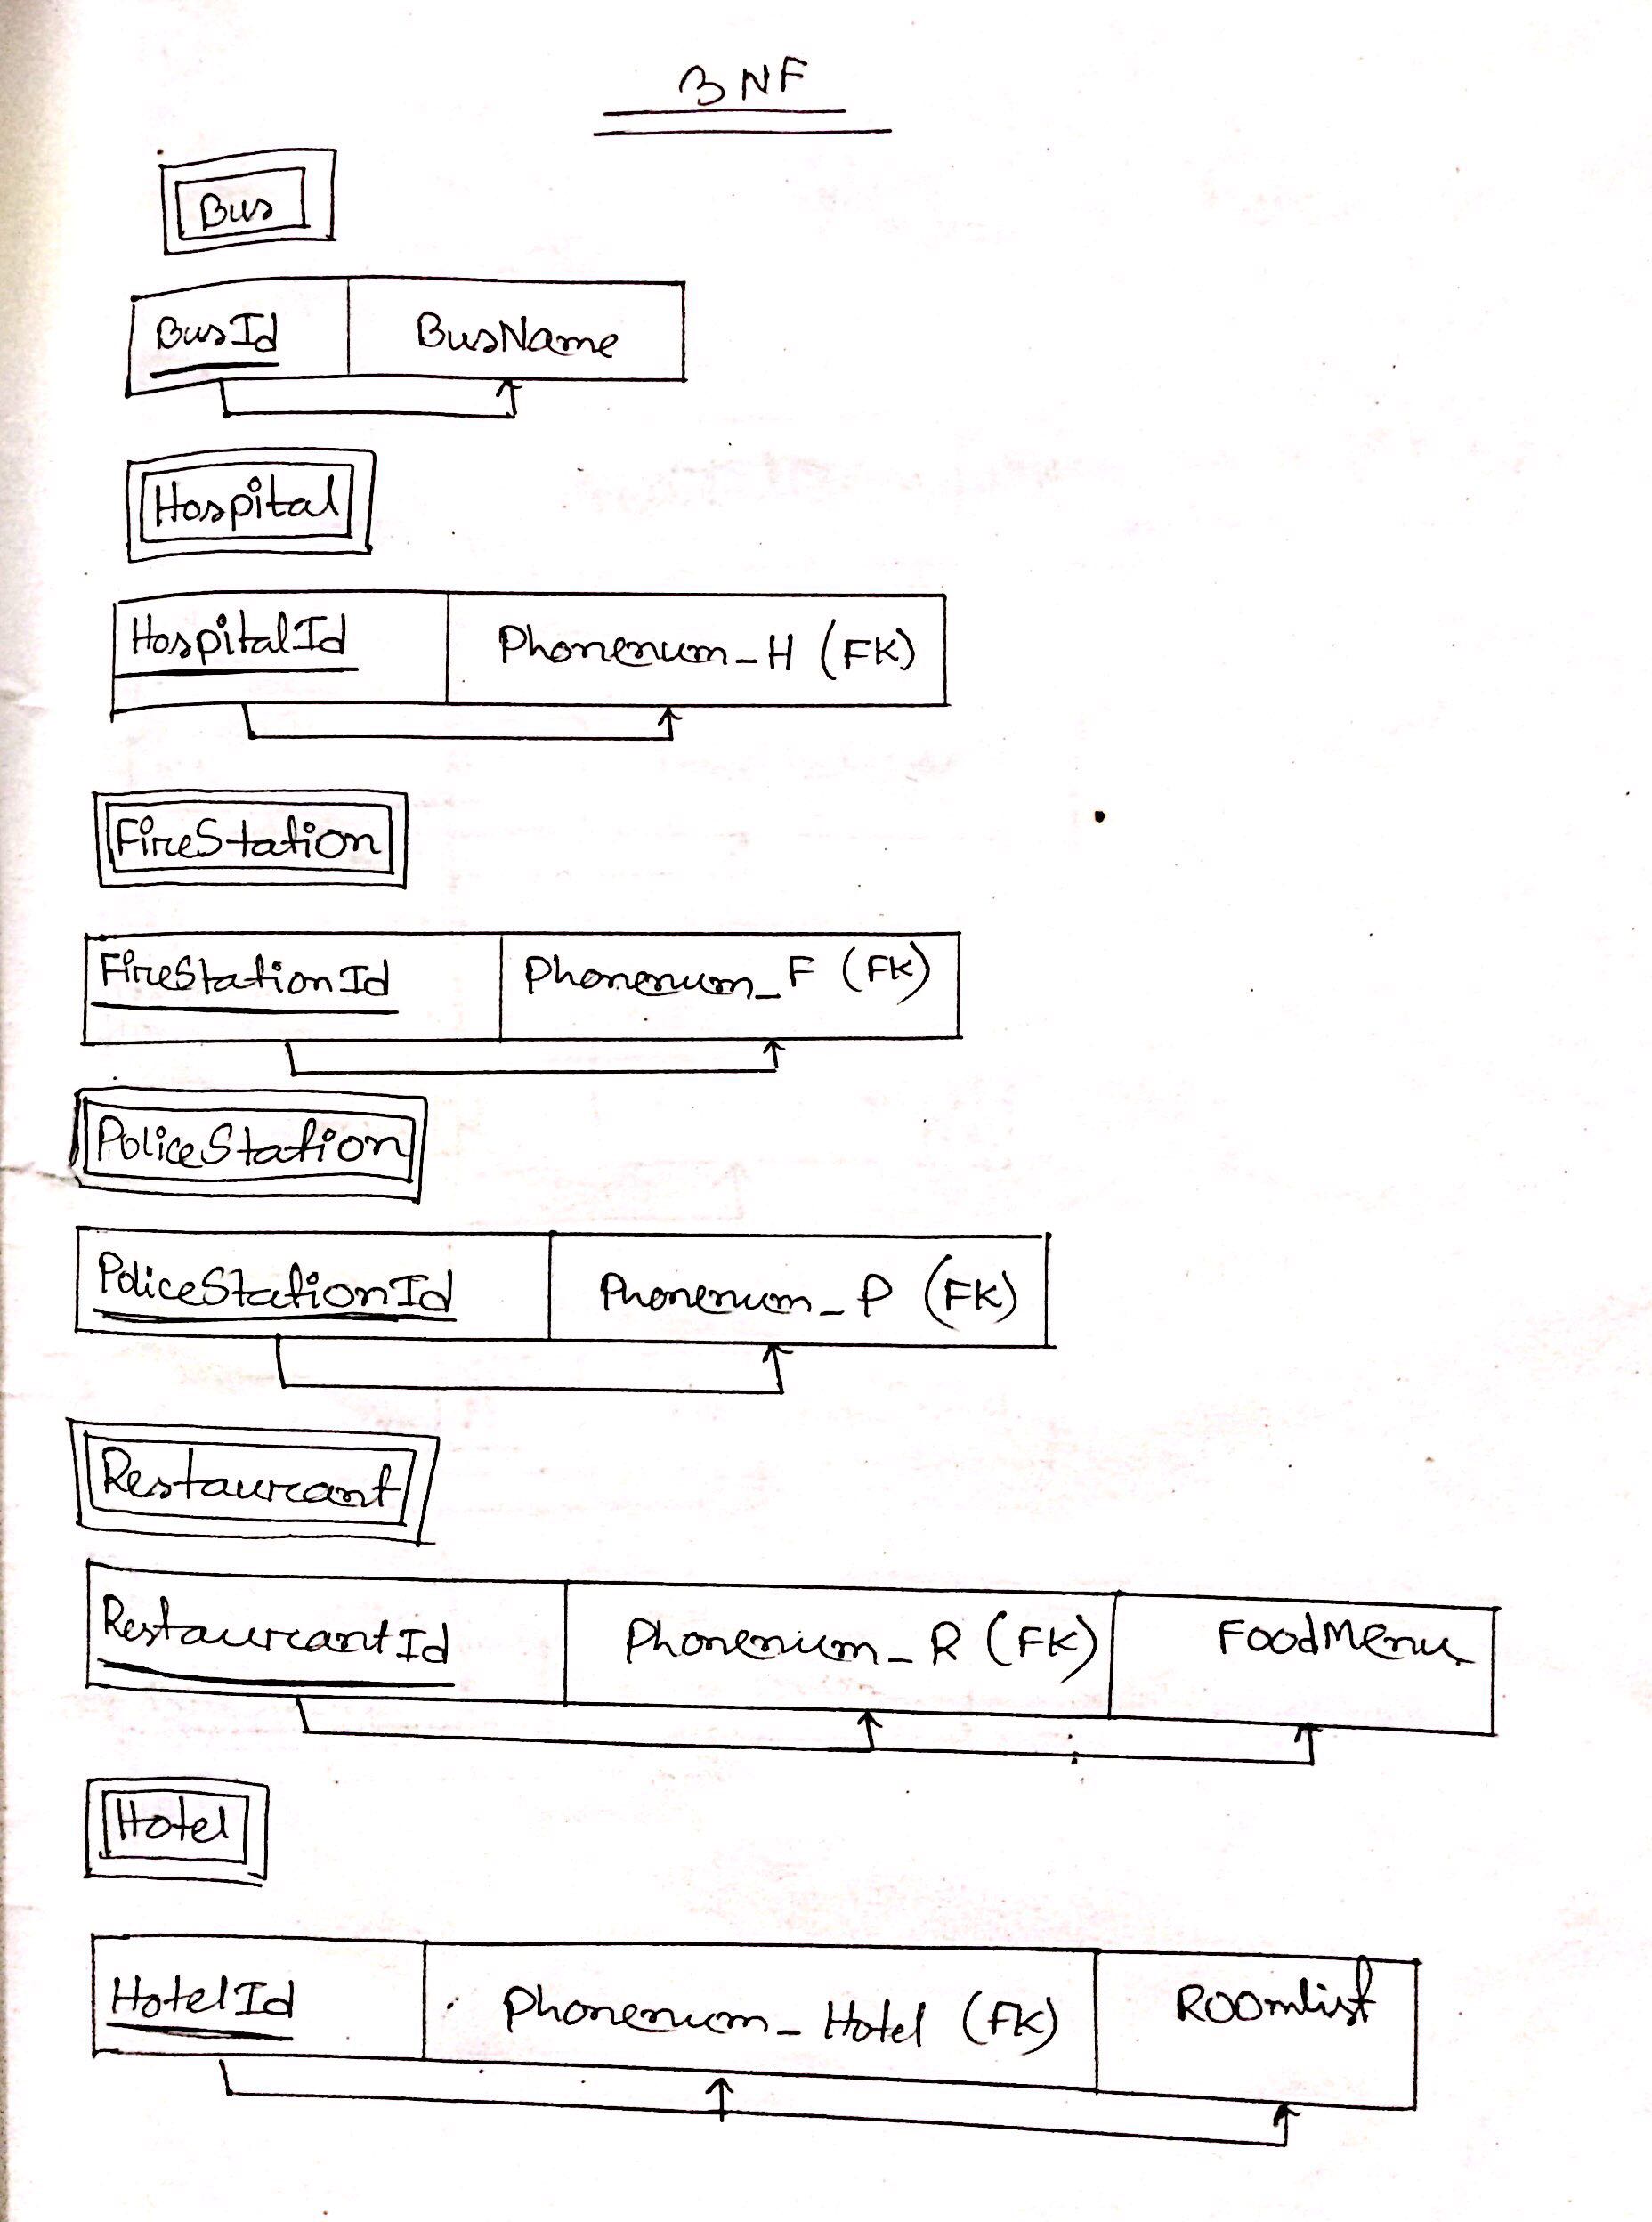 3NF
Bus
BusId BusName
Hospital
HospitalId Phonenum_H (FK)
FireStation
FireStationId Phonenum_F (FK)
PoliceStation
PoliceStationId Phonenum_P (FK)
Restaurant
RestaurantId Phonenum_R (FK) FoodMenu
Hotel
HotelId Phonenum_Hotel (FK) Roomlist